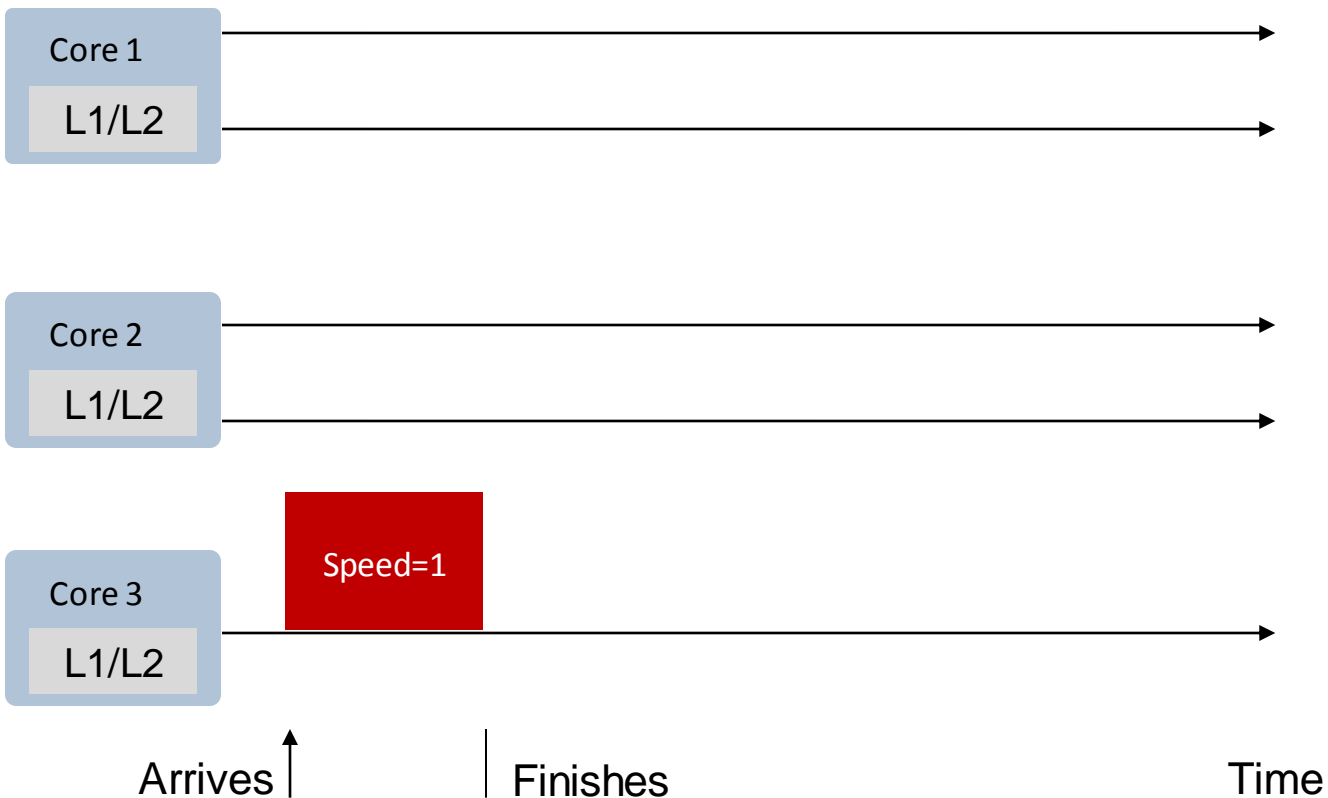 Core 1
L1/L2
Core 2
L1/L2
Speed=1
Core 3
L1/L2
Arrives
Finishes
Time